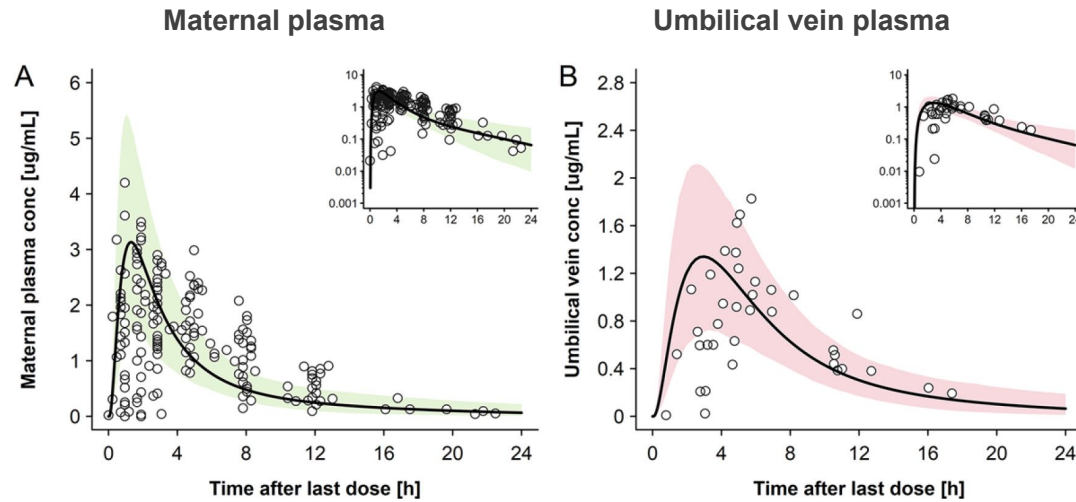 Maternal plasma
Umbilical vein plasma
A
B
Maternal plasma conc [ug/mL]
6
5
4
3
2
1
0
0 4 8 12 16 20 24
Time after last dose [h]
10
1
0.1
0.01
0.001
0 4 8 12 16 20 24
Umbilical vein conc [ug/mL]
2.8
2.4
2
1.6
1.2
0.8
0.4
0
0 4 8 12 16 20 24
Time after last dose [h]
10
1
0.1
0.01
0.001
0 4 8 12 16 20 24